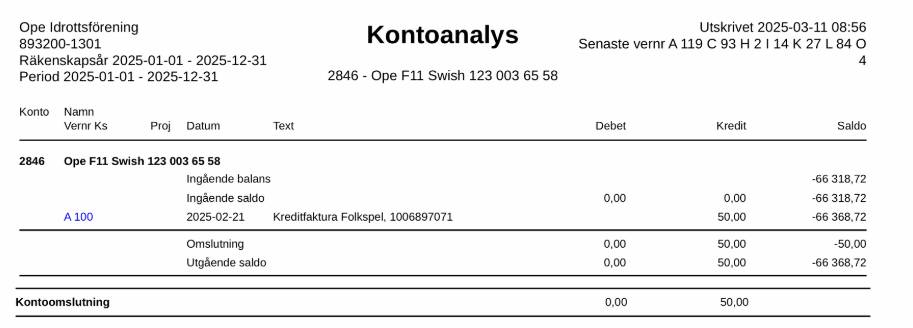 Ope Idrottsförening
893200-1301
Räkenskapsår 2025-01-01 - 2025-12-31
Period 2025-01-01 - 2025-12-31
Kontoanalys
2846 - Ope F11 Swish 123 003 65 58
Utskrivet 2025-03-11 08:56
Senaste vernr A 119 C 93 H 2 I 14 K 27 L 84 O
4
Konto Namn
Vernr Ks Proj Datum Text Debet Kredit Saldo
2846 Ope F11 Swish 123 003 65 58
Ingående balans -66 318,72
Ingående saldo 0,00 0,00 -66 318,72
A 100 2025-02-21 Kreditfaktura Folkspel, 1006897071 50,00 -66 368,72
Omslutning 0,00 50,00 -50,00
Utgående saldo 0,00 50,00 -66 368,72
Kontoomslutning 0,00 50,00